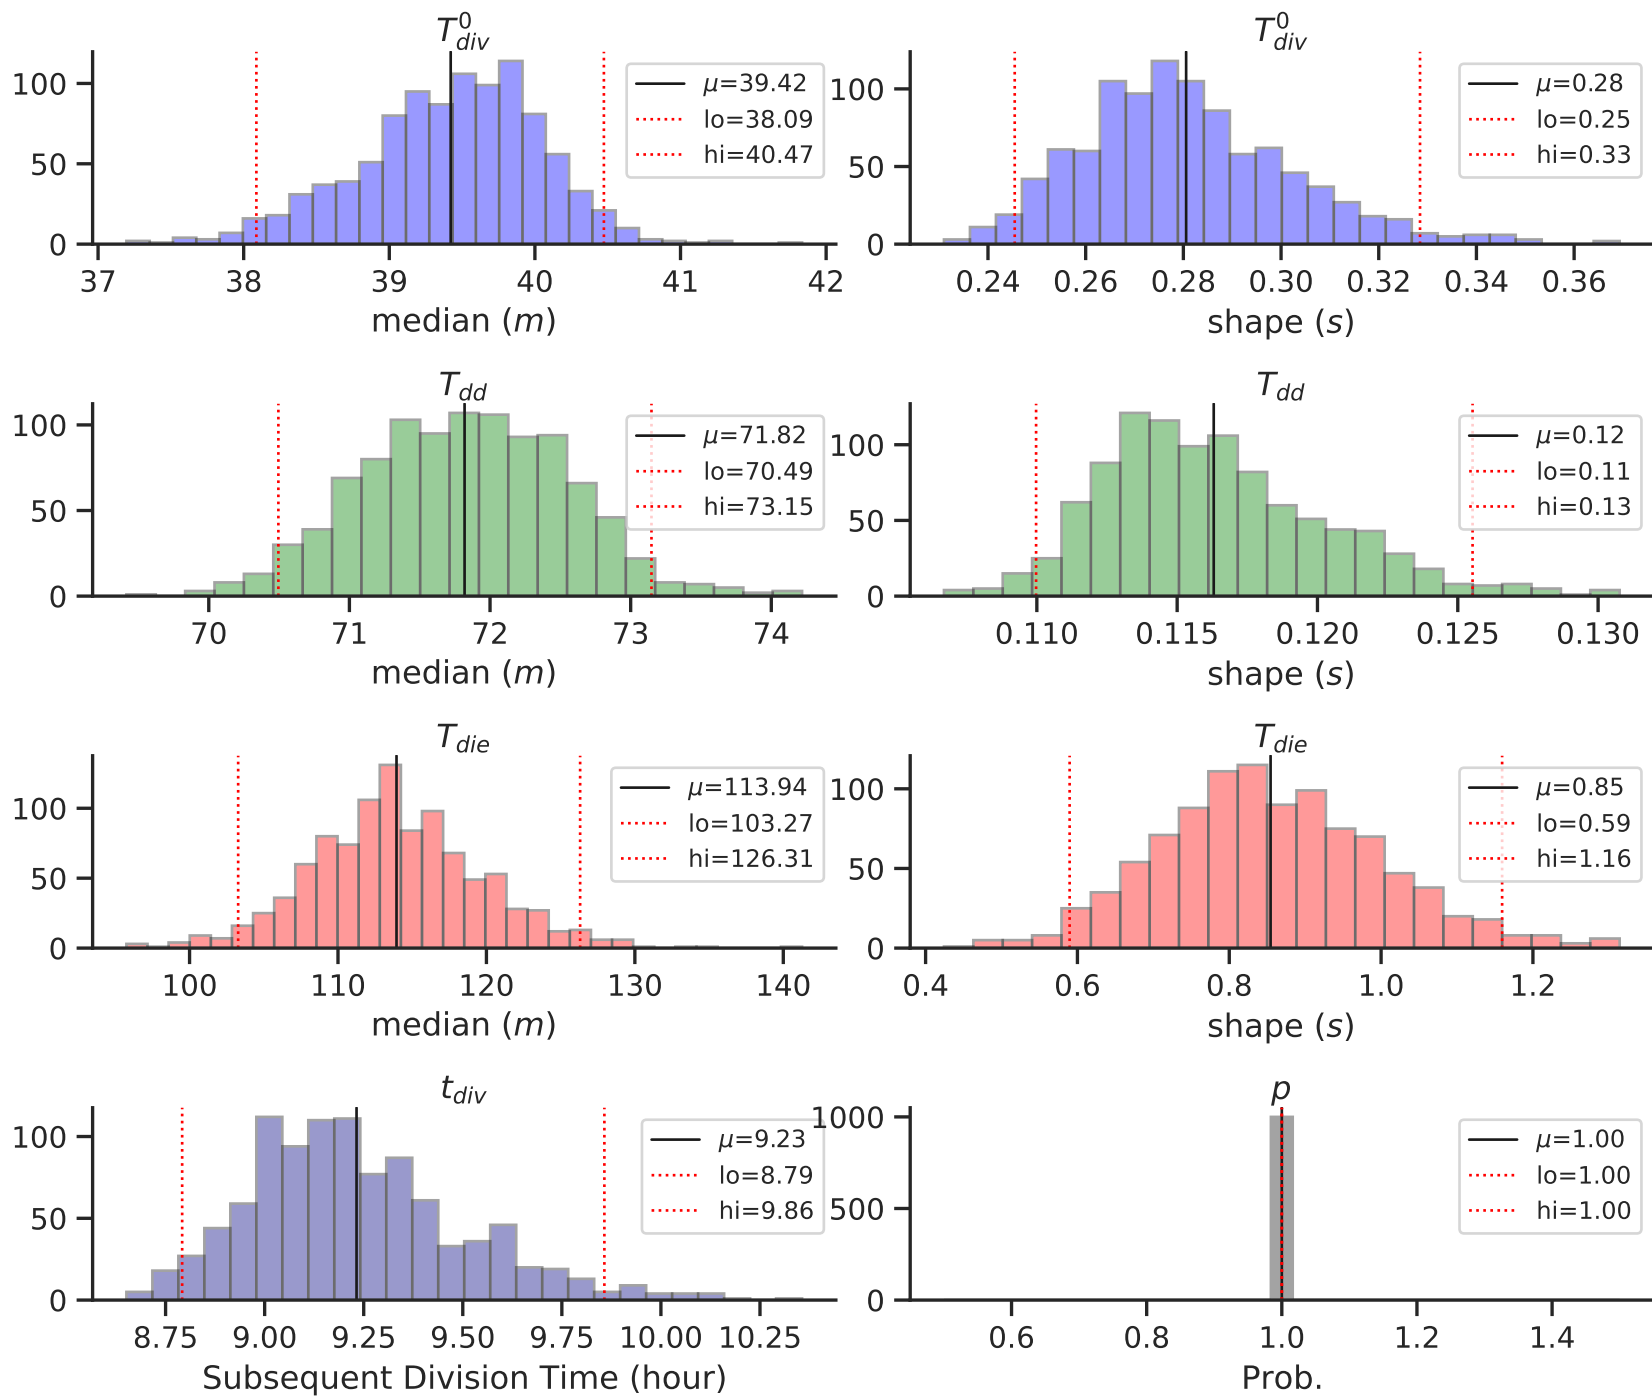 T⁰div
100
50
0
μ=39.42
lo=38.09
hi=40.47
37 38 39 40 41 42
median (m)
T⁰div
100
50
0
μ=0.28
lo=0.25
hi=0.33
0.24 0.26 0.28 0.30 0.32 0.34 0.36
shape (s)
Tdd
100
50
0
μ=71.82
lo=70.49
hi=73.15
70 71 72 73 74
median (m)
Tdd
100
50
0
μ=0.12
lo=0.11
hi=0.13
0.110 0.115 0.120 0.125 0.130
shape (s)
Tdie
100
50
0
μ=113.94
lo=103.27
hi=126.31
100 110 120 130 140
median (m)
Tdie
100
50
0
μ=0.85
lo=0.59
hi=1.16
0.4 0.6 0.8 1.0 1.2
shape (s)
tdiv
100
50
0
μ=9.23
lo=8.79
hi=9.86
8.75 9.00 9.25 9.50 9.75 10.00 10.25
Subsequent Division Time (hour)
p
1000
500
0
μ=1.00
lo=1.00
hi=1.00
0.6 0.8 1.0 1.2 1.4
Prob.